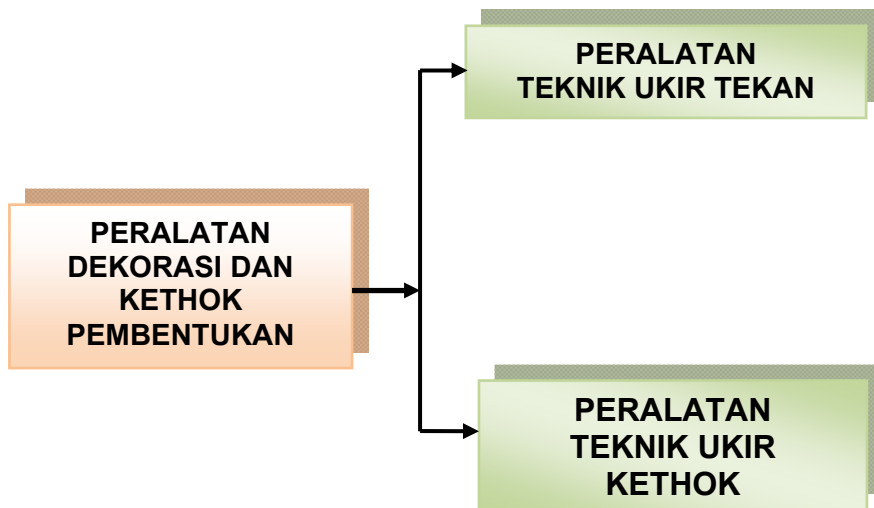 PERALATAN
TEKNIK UKIR TEKAN
PERALATAN
DEKORASI DAN
KETHOK
PEMBENTUKAN
PERALATAN
TEKNIK UKIR
KETHOK